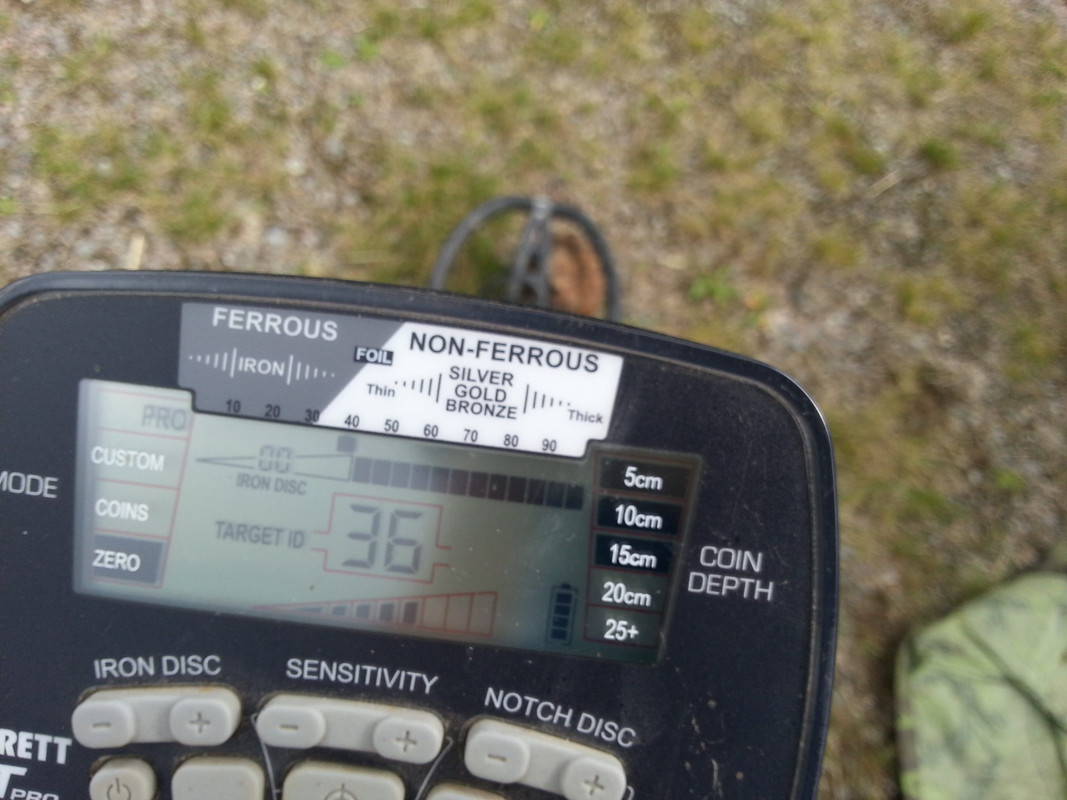 FERROUS
IRON
FOIL
NON-FERROUS
Thin
SILVER
GOLD
BRONZE
Thick
10 20 30 40 50 60 70 80 90
PRO
CUSTOM
COINS
ZERO
MODE
00
IRON DISC
TARGET ID
36
5cm
10cm
15cm
20cm
25+
COIN
DEPTH
IRON DISC
SENSITIVITY
NOTCH DISC
- +
- +
- +
RETT
T PRO